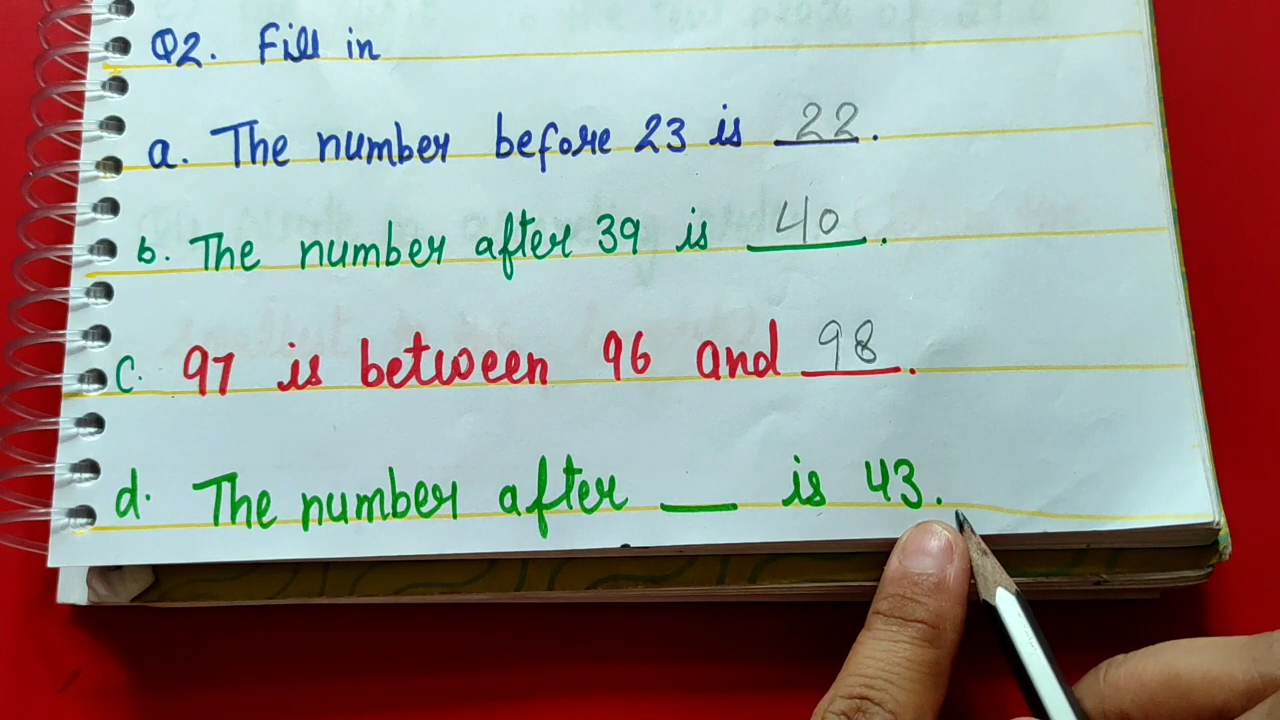 Q2. Fill in
a. The number before 23 is 22.
b. The number after 39 is 40.
c. 97 is between 96 and 98.
d. The number after ___ is 43.